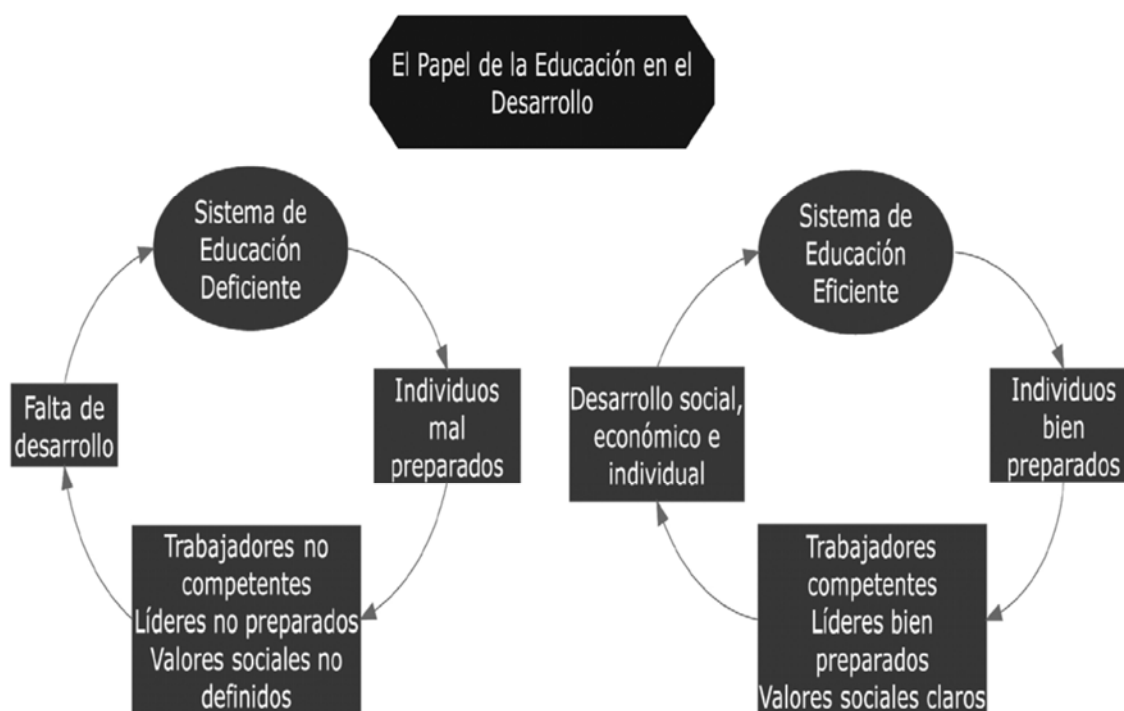 El Papel de la Educación en el
Desarrollo
Sistema de
Educación
Deficiente
Individuos
mal
preparados
Trabajadores no
competentes
Líderes no preparados
Valores sociales no
definidos
Falta de
desarrollo
Sistema de
Educación
Eficiente
Individuos
bien
preparados
Trabajadores
competentes
Líderes bien
preparados
Valores sociales claros
Desarrollo social,
económico e
individual